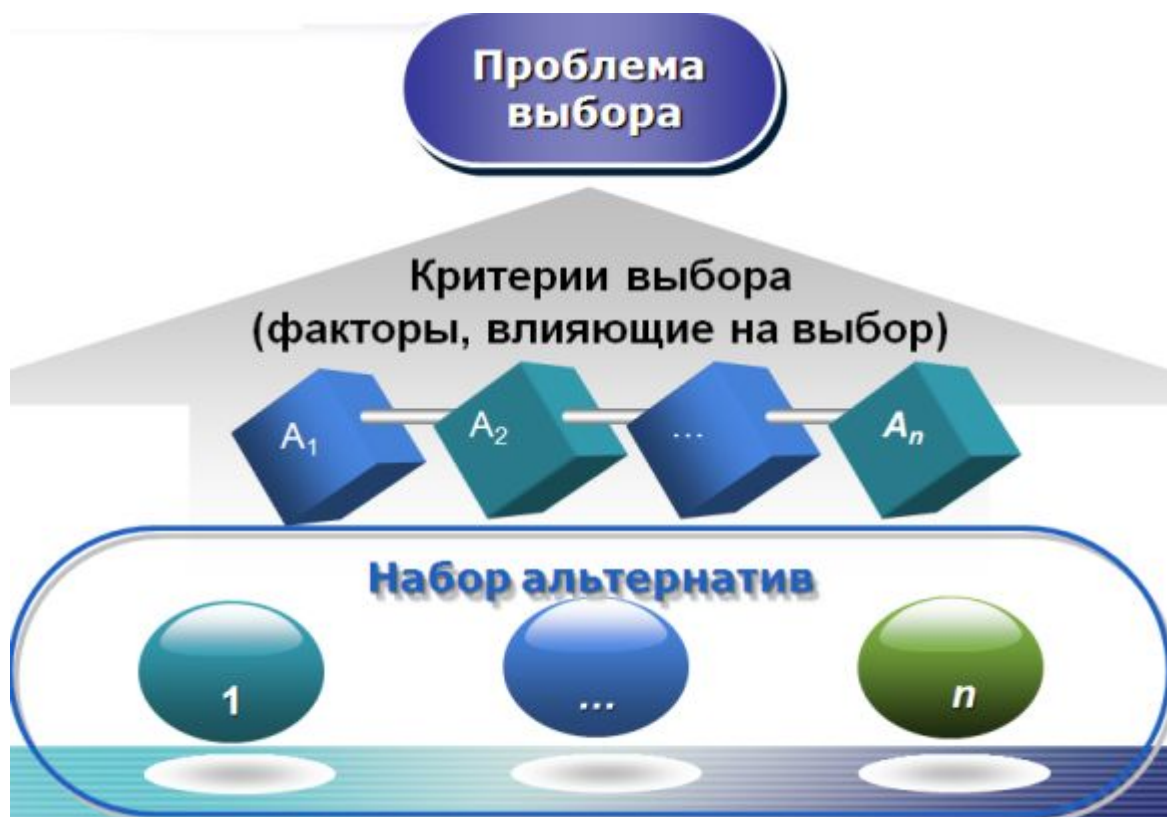 Проблема
выбора
Критерии выбора
(факторы, влияющие на выбор)
A₁ A₂ ... Aₙ
Набор альтернатив
1 ... n